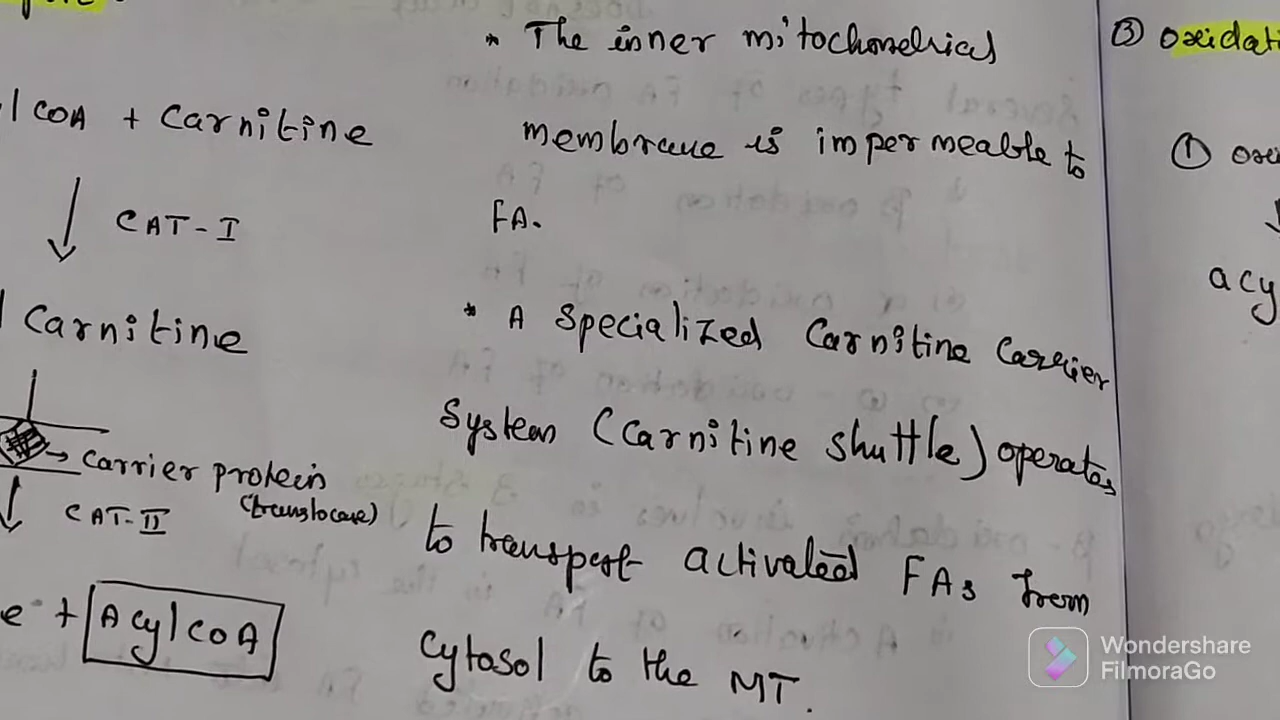 COA + Carnitine
CAT-I
Carnitine
→ Carrier protein
(translocase)
CAT-II
e + Acyl COA
* The inner mitochondrial
membrane is impermeable to
FA.
* A Specialized Carnitine Carrier
System (Carnitine shuttle) operates
to transport activated FAs from
Cytosol to the MT.
③ oxidati
①
acy
Wondershare
FilmoraGo